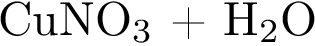 CuNO₃ + H₂O